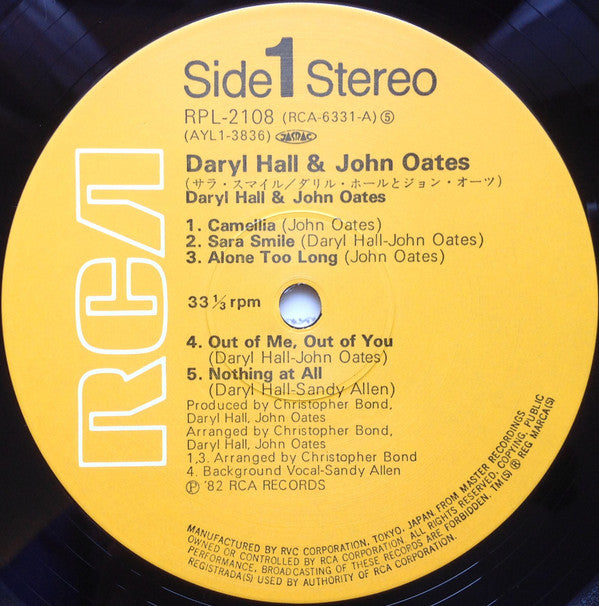 Side 1 Stereo
RPL-2108 (RCA-6331-A) ⑤
(AYL1-3836) JASRAC
Daryl Hall & John Oates
(サラ・スマイル/ダリル・ホールとジョン・オーツ)
Daryl Hall & John Oates
1. Camellia (John Oates)
2. Sara Smile (Daryl Hall-John Oates)
3. Alone Too Long (John Oates)
33 ⅓ rpm
4. Out of Me, Out of You
(Daryl Hall-John Oates)
5. Nothing at All
(Daryl Hall-Sandy Allen)
Produced by Christopher Bond,
Daryl Hall, John Oates
Arranged by Christopher Bond,
Daryl Hall, John Oates
1,3. Arranged by Christopher Bond
4. Background Vocal-Sandy Allen
Ⓟ '82 RCA RECORDS
RCA
MANUFACTURED BY RVC CORPORATION, TOKYO, JAPAN, FROM MASTER RECORDINGS
OWNED OR CONTROLLED BY RCA CORPORATION. ALL RIGHTS RESERVED, COPYING, PUBLIC
PERFORMANCE, BROADCASTING OF THESE RECORDS ARE FORBIDDEN. TM(S) ® REG MARCA(S)
REGISTRADA(S) USED BY AUTHORITY OF RCA CORPORATION.